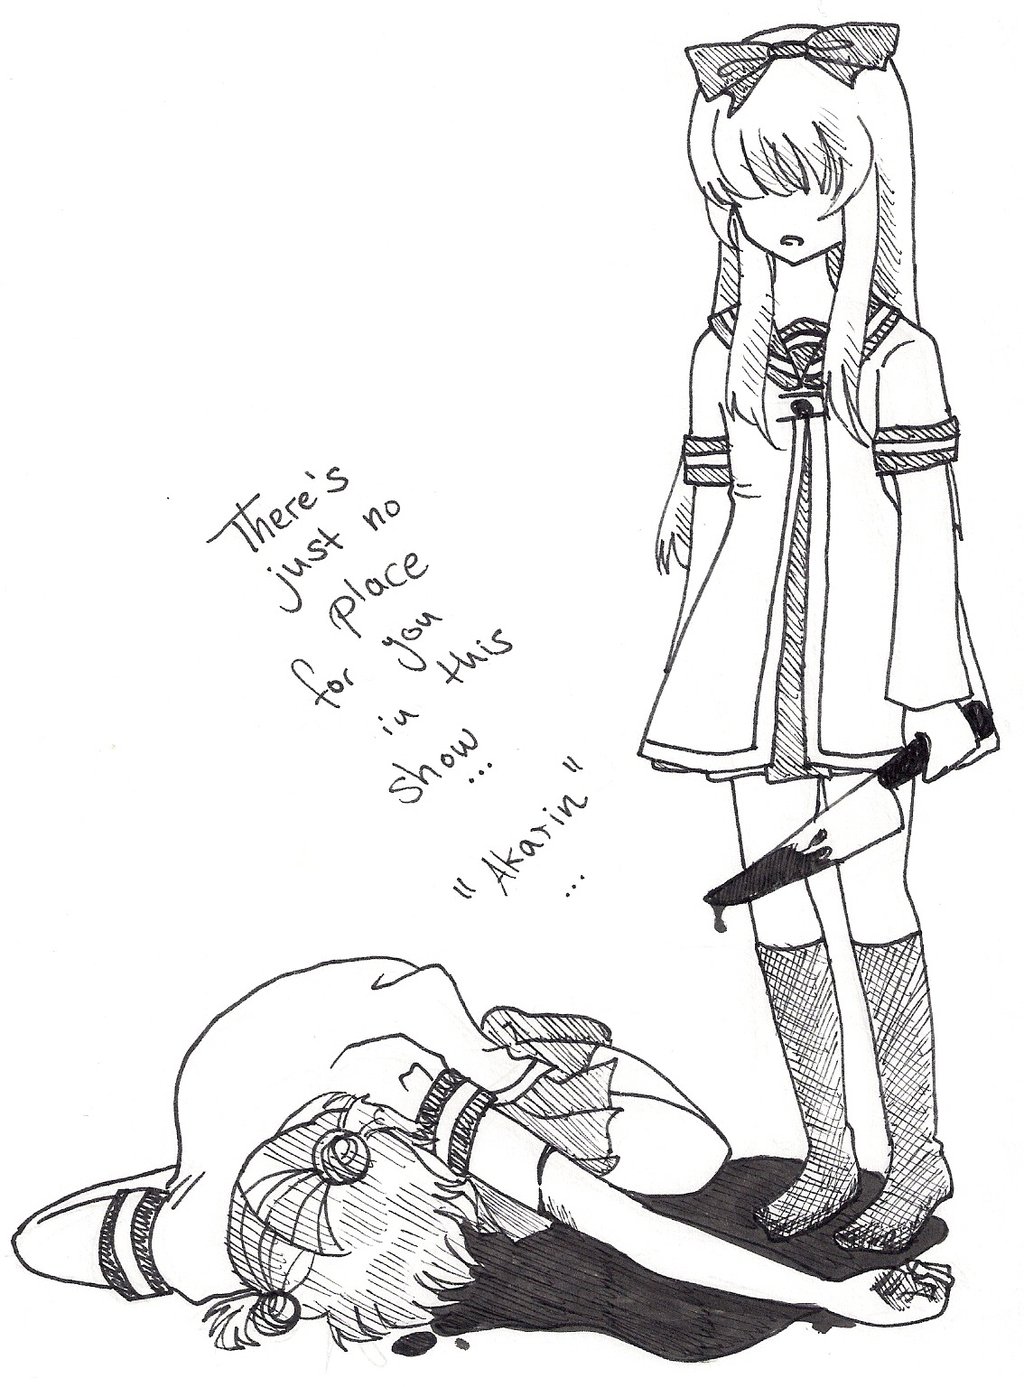 There's
just no
place
for you
in this
show...
"Akarin"
...